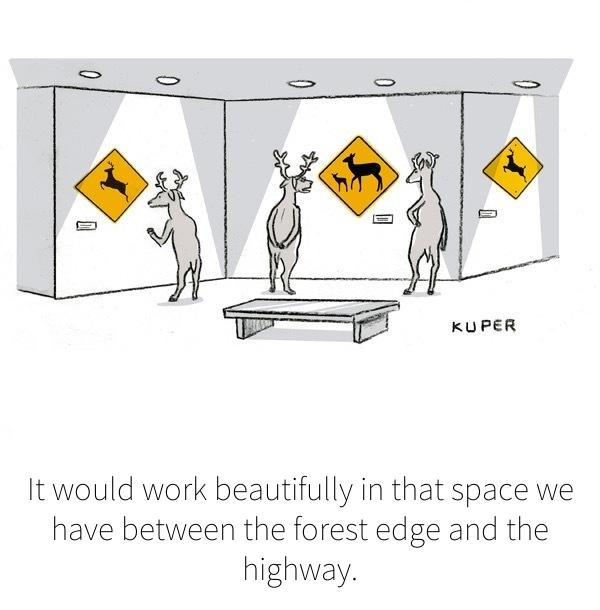 KUPER
It would work beautifully in that space we
have between the forest edge and the
highway.